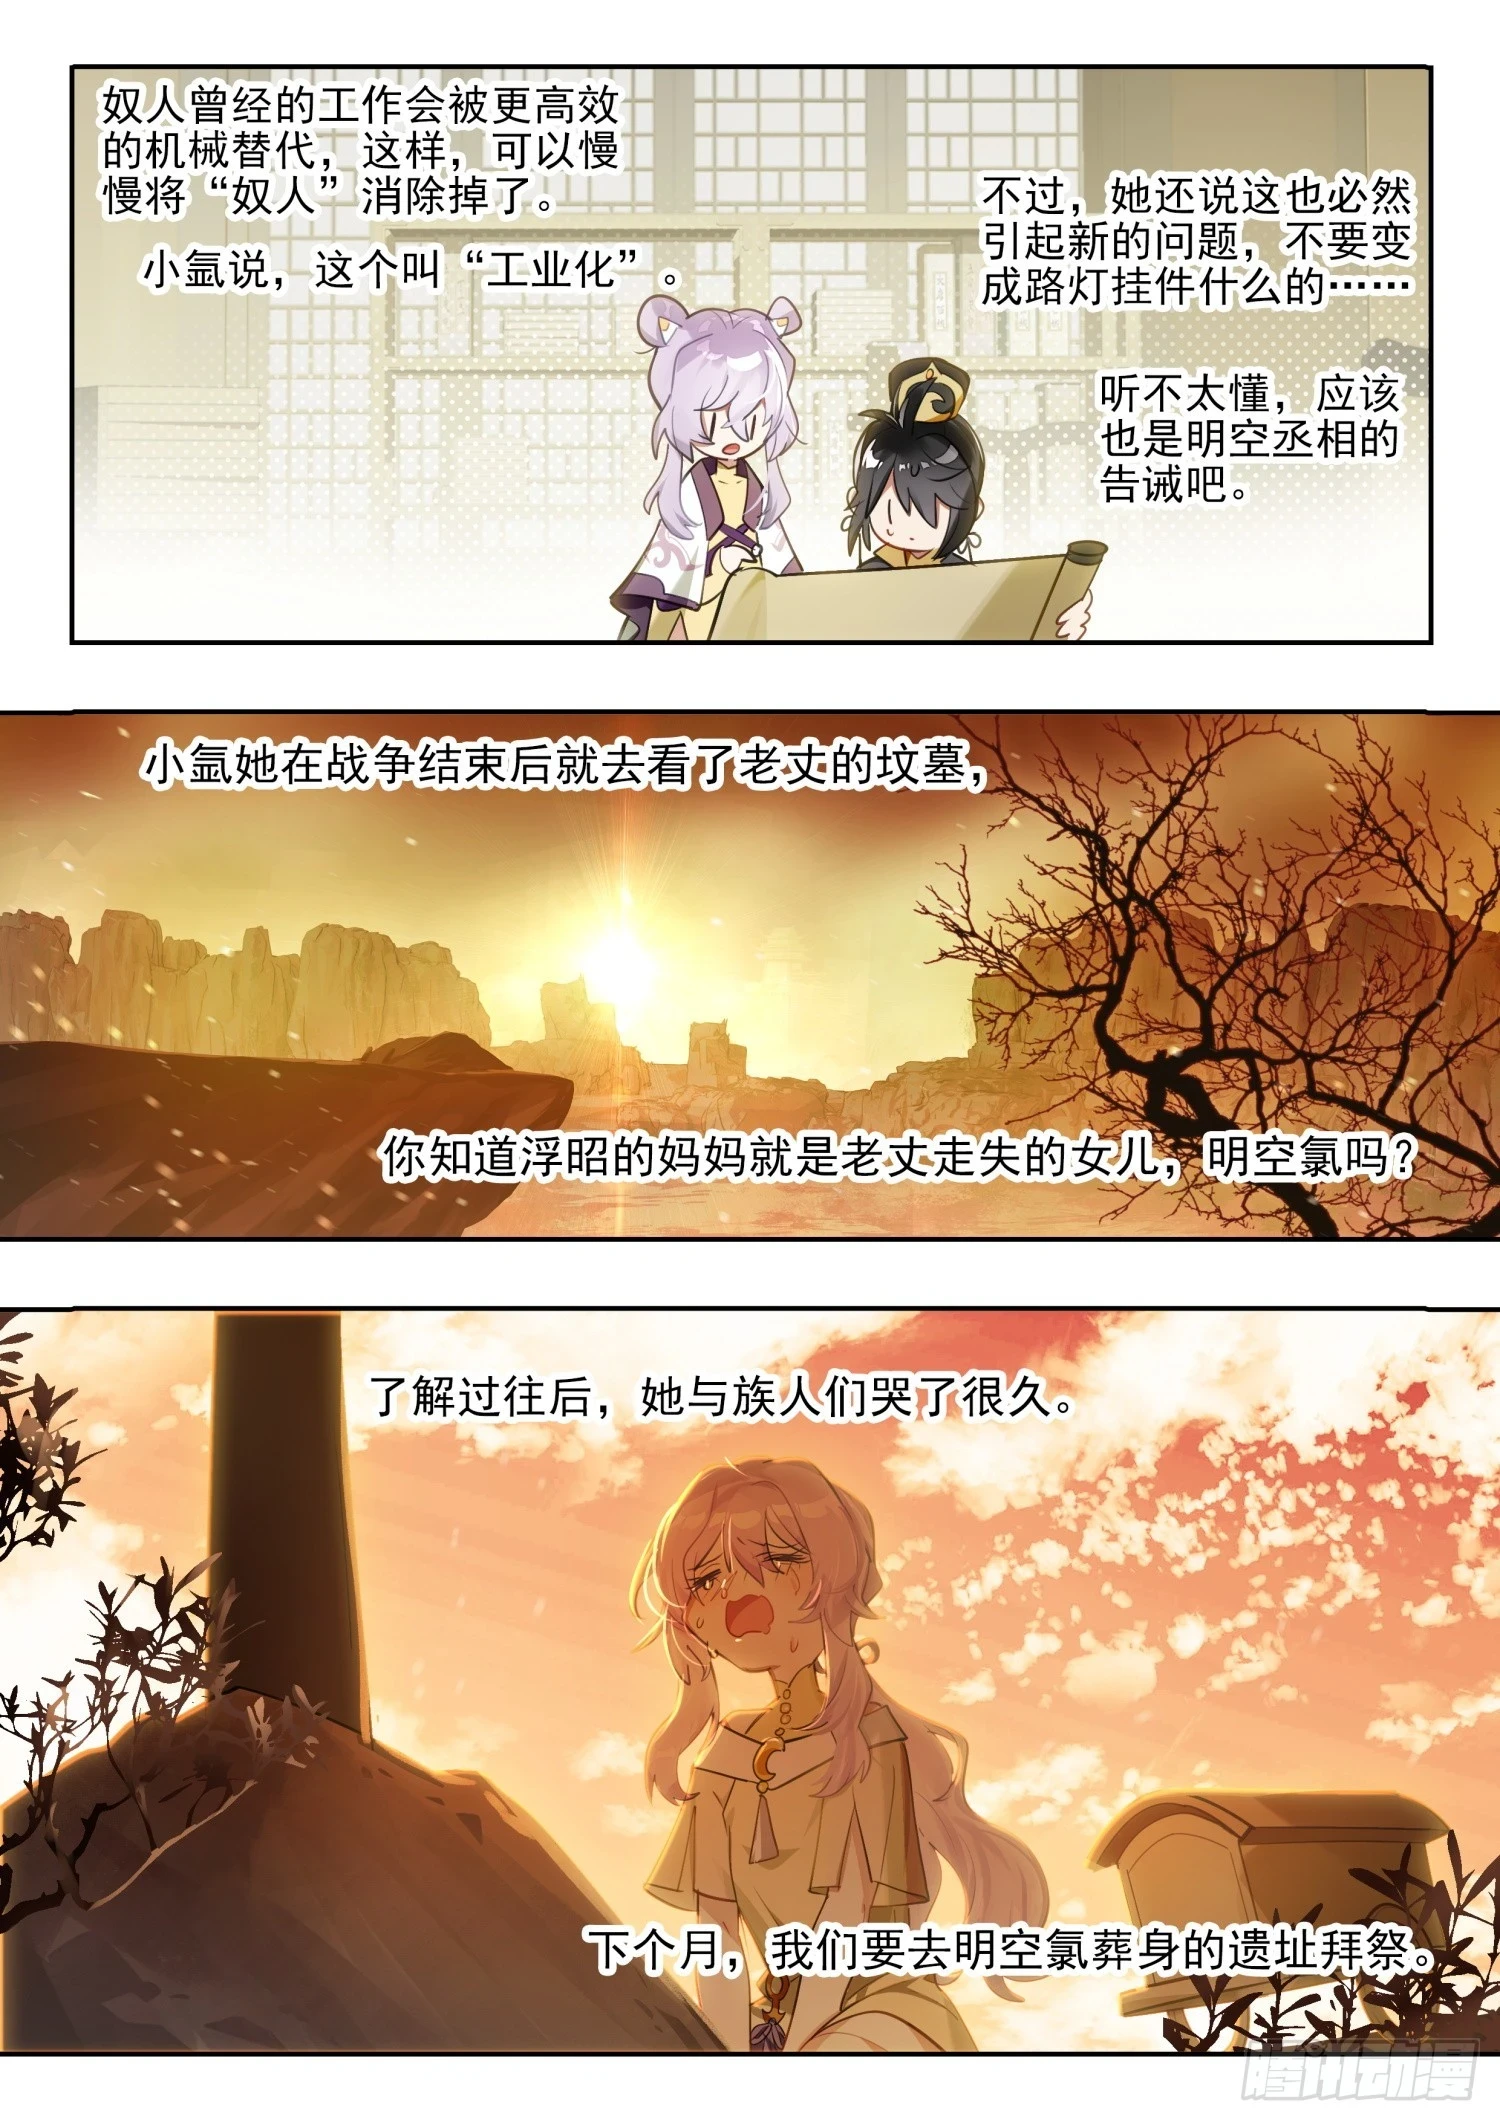 奴人曾经的工作会被更高效
的机械替代，这样，可以慢
慢将“奴人”消除掉了。
小氩说，这个叫“工业化”。
不过，她还说这也必然
引起新的问题，不要变
成路灯挂件什么的……
听不太懂，应该
也是明空丞相的
告诫吧。
小氩她在战争结束后就去看了老丈的坟墓，
你知道浮昭的妈妈就是老丈走失的女儿，明空氯吗？
了解过往后，她与族人们哭了很久。
下个月，我们要去明空氯葬身的遗址拜祭。
腾讯动漫